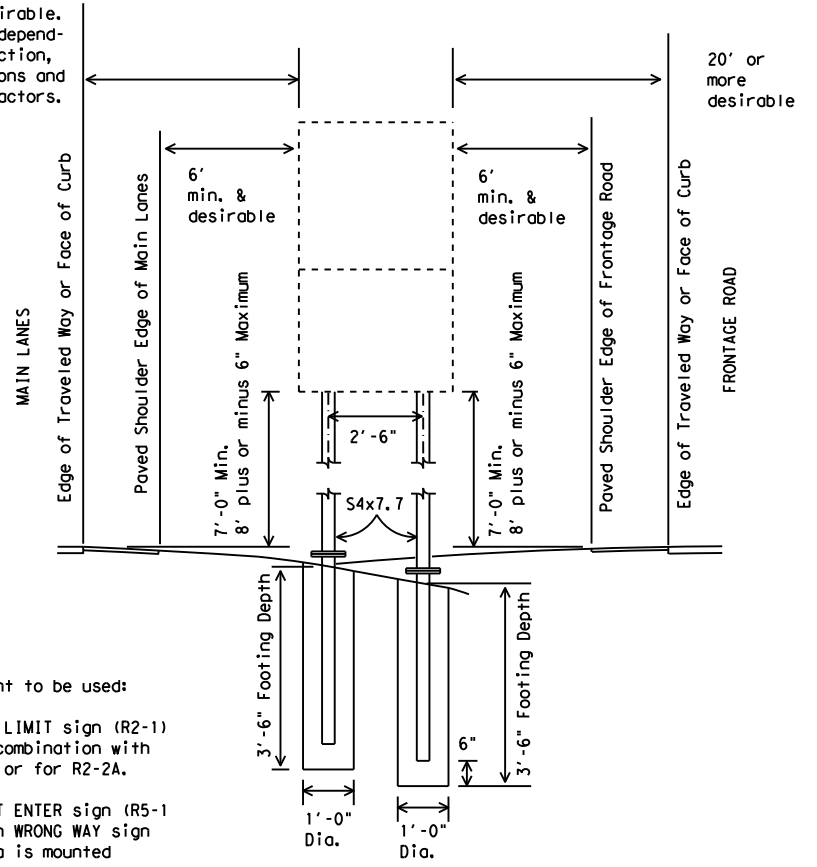 irable.
depend-
ction,
ons and
actors.
20' or
more
desirable
6'
min. &
desirable
6'
min. &
desirable
MAIN LANES
Edge of Traveled Way or Face of Curb
Paved Shoulder Edge of Main Lanes
7'-0" Min.
8' plus or minus 6" Maximum
2'-6"
S4x7.7
7'-0" Min.
8' plus or minus 6" Maximum
Paved Shoulder Edge of Frontage Road
Edge of Traveled Way or Face of Curb
FRONTAGE ROAD
3'-6" Footing Depth
6"
3'-6" Footing Depth
1'-0"
Dia.
1'-0"
Dia.
nt to be used:
LIMIT sign (R2-1)
combination with
or for R2-2A.
T ENTER sign (R5-1
n WRONG WAY sign
a is mounted